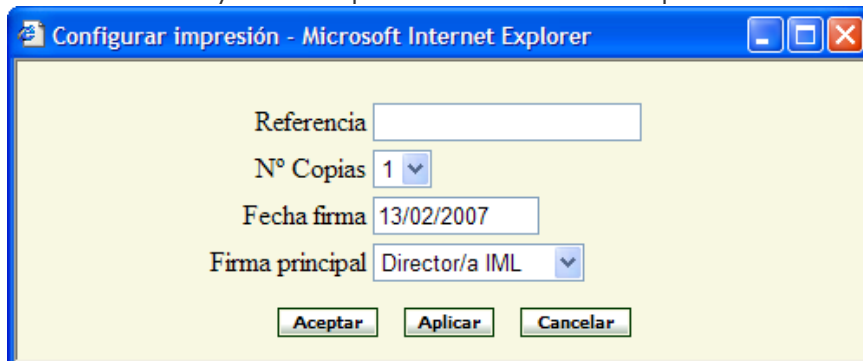 Configurar impresión - Microsoft Internet Explorer
Referencia
Nº Copias 1
Fecha firma 13/02/2007
Firma principal Director/a IML
Aceptar Aplicar Cancelar